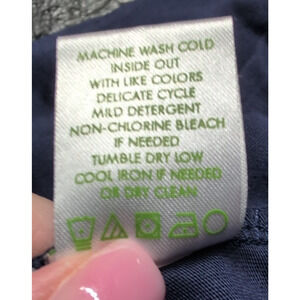 MACHINE WASH COLD
INSIDE OUT
WITH LIKE COLORS
DELICATE CYCLE
MILD DETERGENT
NON-CHLORINE BLEACH
IF NEEDED
TUMBLE DRY LOW
COOL IRON IF NEEDED
OR DRY CLEAN